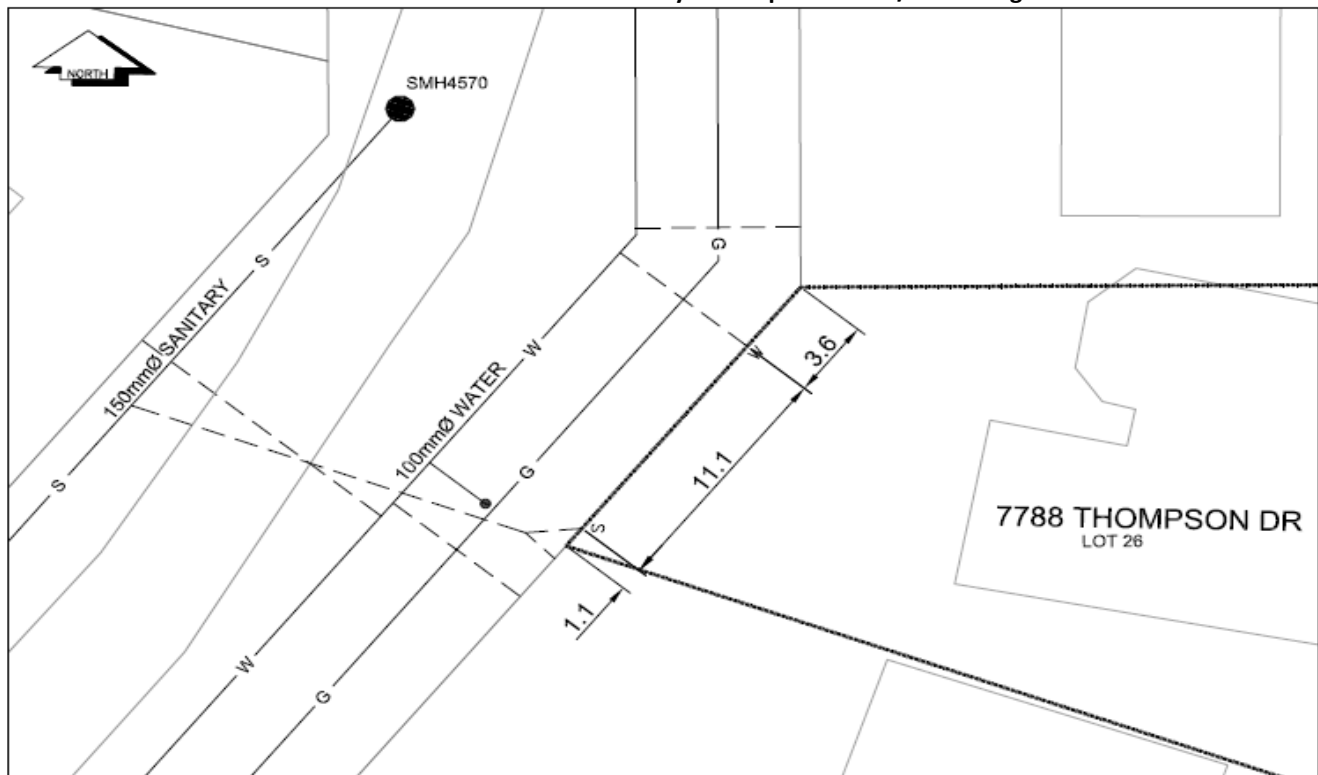 NORTH
SMH4570
S
150mmØ SANITARY
S
G
W
100mmØ WATER
G
W
3.6
11.1
S
1.1
7788 THOMPSON DR
LOT 26
W
G